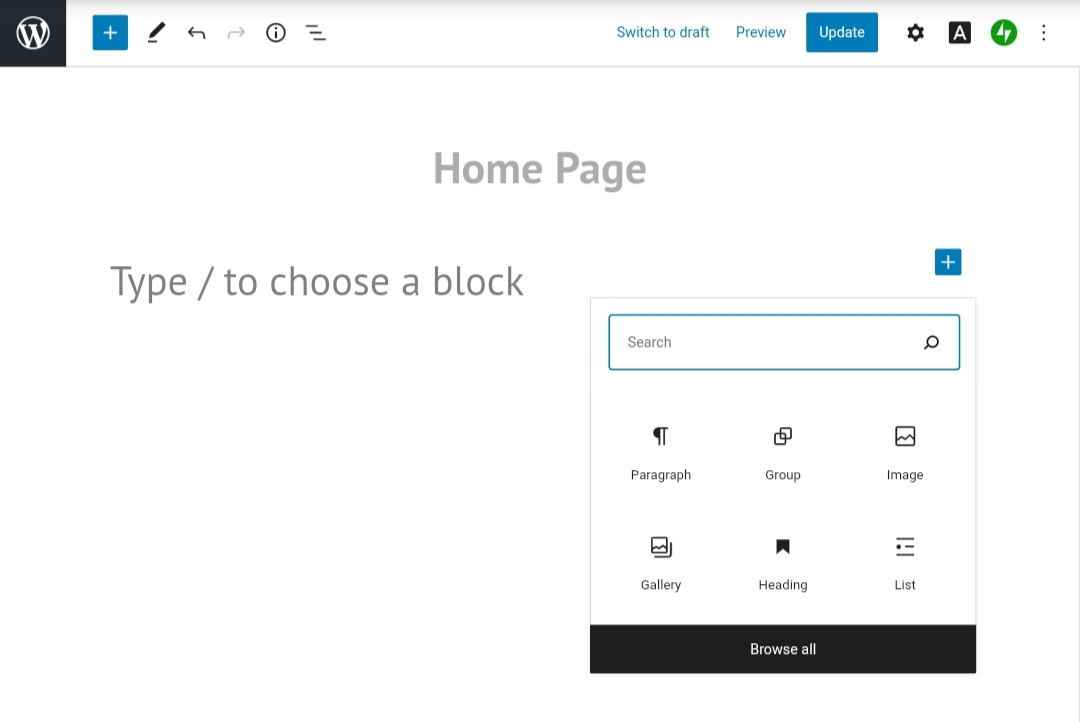 Switch to draft Preview Update
Home Page
Type / to choose a block
Search
Paragraph Group Image
Gallery Heading List
Browse all